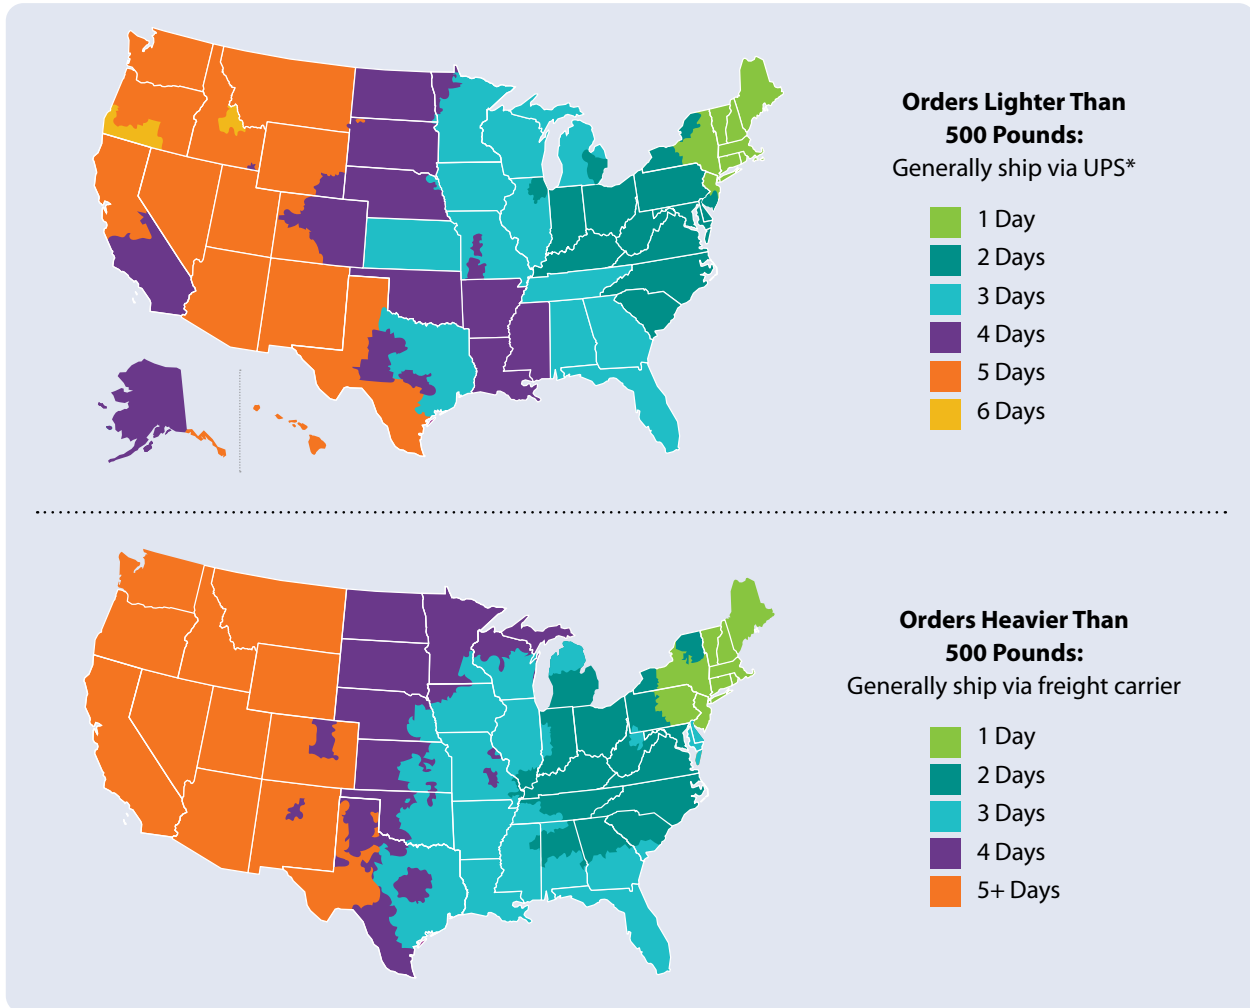 Orders Lighter Than
500 Pounds:
Generally ship via UPS*
1 Day
2 Days
3 Days
4 Days
5 Days
6 Days
Orders Heavier Than
500 Pounds:
Generally ship via freight carrier
1 Day
2 Days
3 Days
4 Days
5+ Days